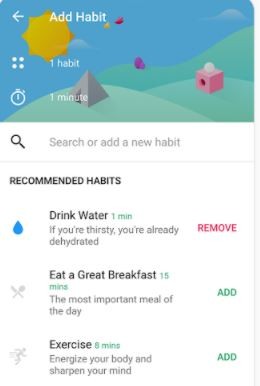 Add Habit
1 habit
1 minute
Search or add a new habit
RECOMMENDED HABITS
Drink Water 1 min
If you're thirsty, you're already
dehydrated
REMOVE
Eat a Great Breakfast 15
mins
The most important meal of
the day
ADD
Exercise 8 mins
Energize your body and
sharpen your mind
ADD